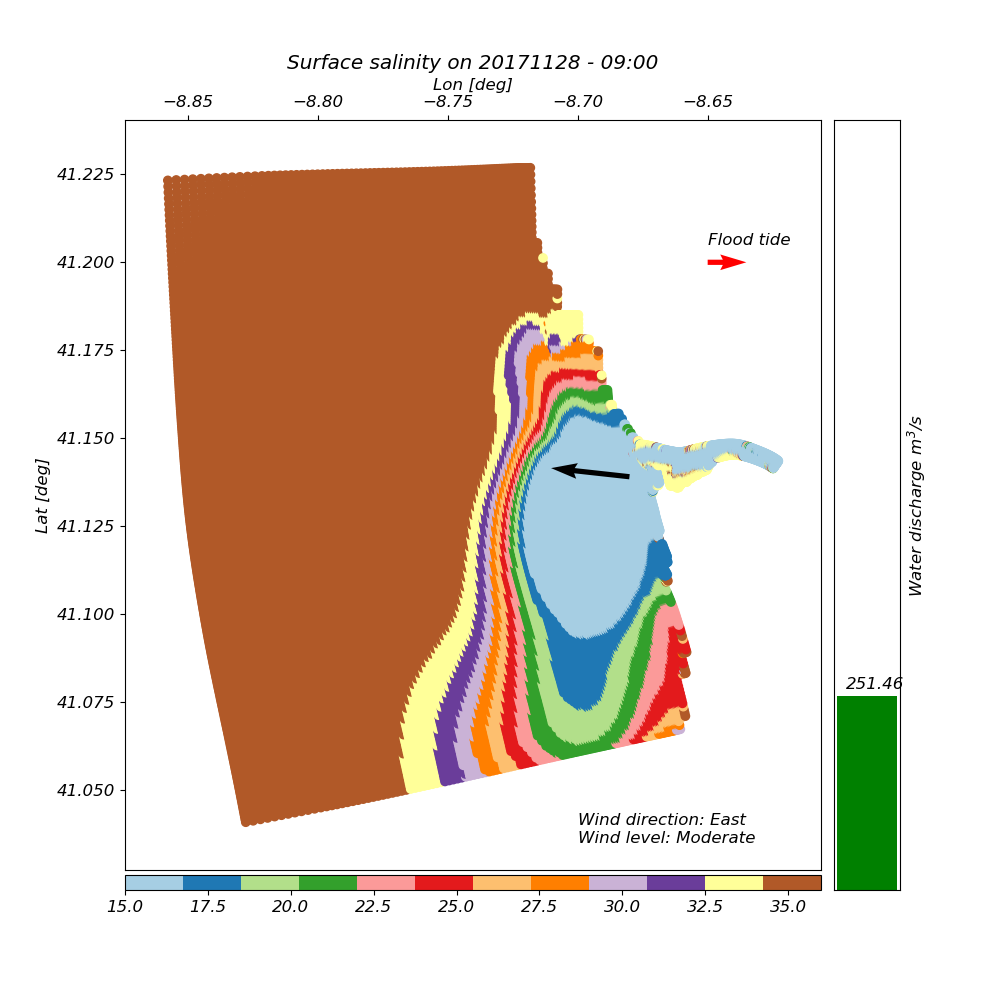 Surface salinity on 20171128 - 09:00
Lon [deg]
−8.85 −8.80 −8.75 −8.70 −8.65
41.225
41.200
41.175
41.150
41.125
41.100
41.075
41.050
Lat [deg]
Flood tide
Wind direction: East
Wind level: Moderate
15.0 17.5 20.0 22.5 25.0 27.5 30.0 32.5 35.0
251.46
Water discharge m³/s